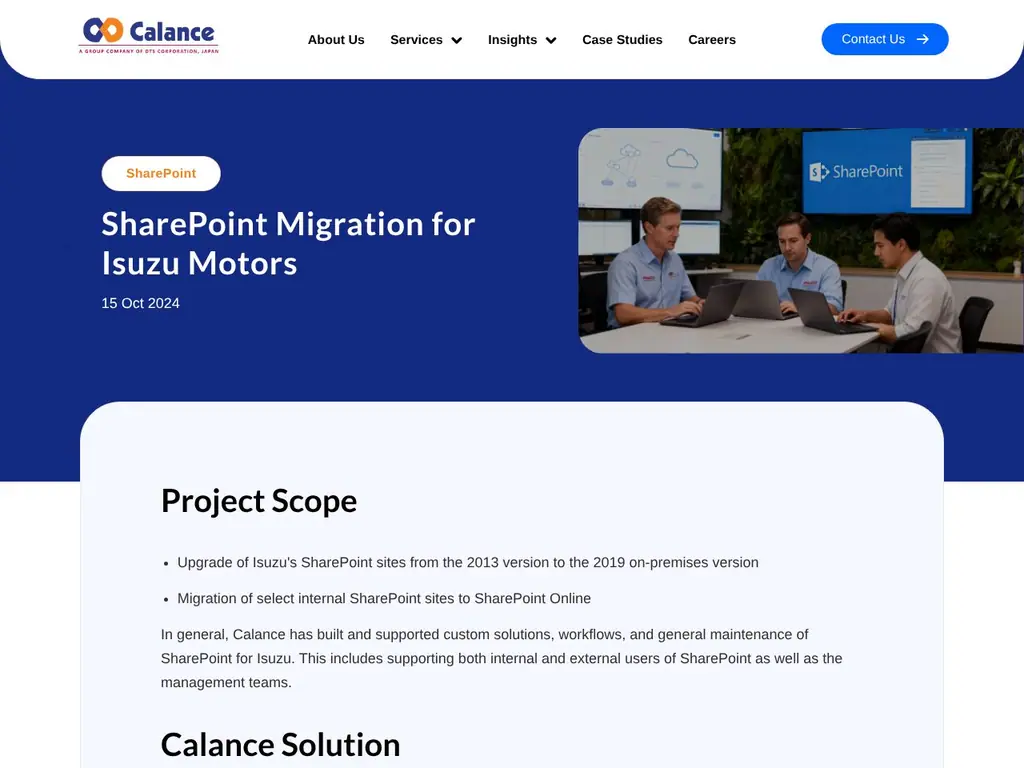 Calance
A GROUP COMPANY OF DTS CORPORATION, JAPAN
About Us
Services
Insights
Case Studies
Careers
Contact Us
SharePoint
SharePoint Migration for
Isuzu Motors
15 Oct 2024
S
SharePoint
Project Scope
• Upgrade of Isuzu's SharePoint sites from the 2013 version to the 2019 on-premises version
• Migration of select internal SharePoint sites to SharePoint Online
In general, Calance has built and supported custom solutions, workflows, and general maintenance of
SharePoint for Isuzu. This includes supporting both internal and external users of SharePoint as well as the
management teams.
Calance Solution